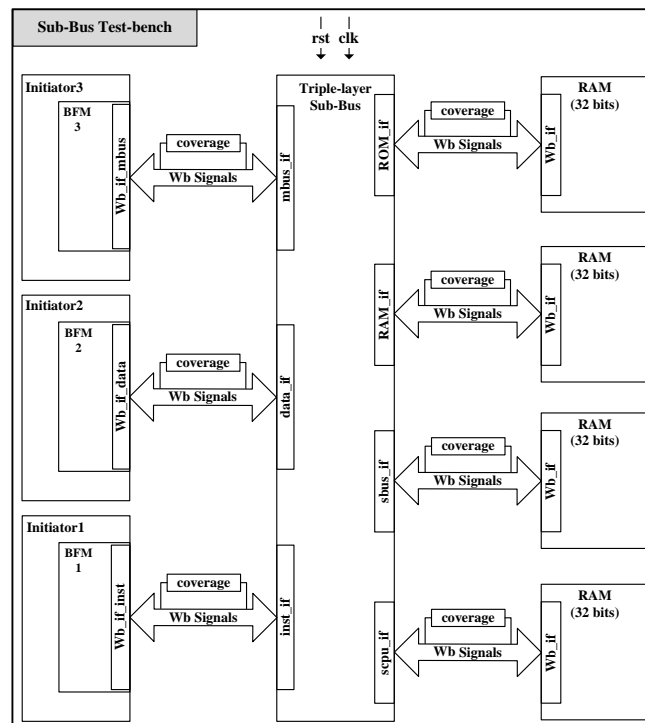 Sub-Bus Test-bench
rst clk
Initiator3
BFM
3
Wb_if_mbus
coverage
Wb Signals
mbus_if
Initiator2
BFM
2
Wb_if_data
coverage
Wb Signals
data_if
Initiator1
BFM
1
Wb_if_inst
coverage
Wb Signals
inst_if
Triple-layer
Sub-Bus
ROM_if
coverage
Wb Signals
Wb_if
RAM
(32 bits)
RAM_if
coverage
Wb Signals
Wb_if
RAM
(32 bits)
sbus_if
coverage
Wb Signals
Wb_if
RAM
(32 bits)
scpu_if
coverage
Wb Signals
Wb_if
RAM
(32 bits)